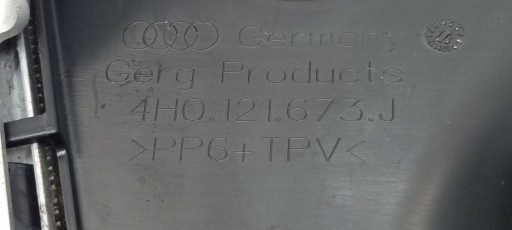 Germany
Gerg Products
4H0.121.673.J
>PP6+TPV<